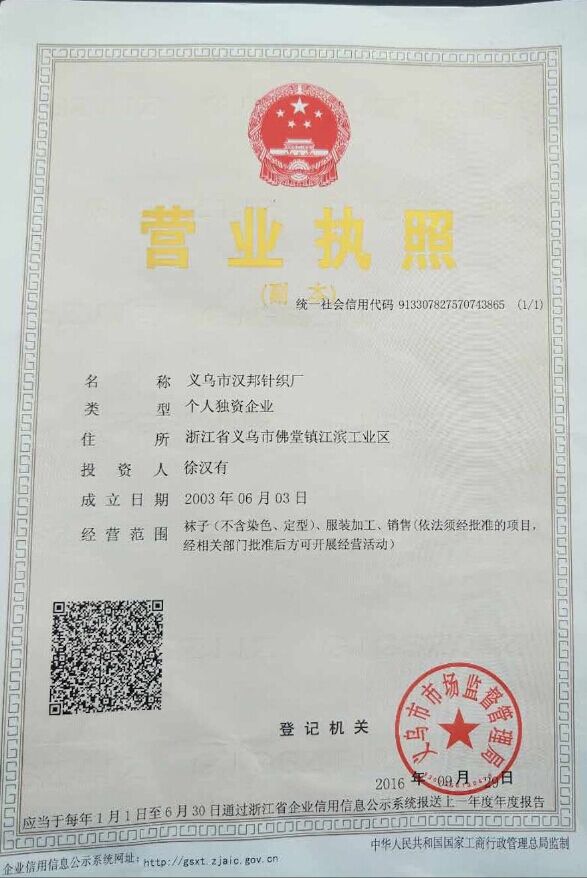 营业执照
(副本)
统一社会信用代码 913307827570743865 (1/1)
名称 义乌市汉邦针织厂
类型 个人独资企业
住所 浙江省义乌市佛堂镇江滨工业区
投资人 徐汉有
成立日期 2003年06月03日
经营范围 袜子(不含染色、定型)、服装加工、销售(依法须经批准的项目,
经相关部门批准后方可开展经营活动)
登记机关
义乌市市场监督管理局
2016年09月29日
应当于每年1月1日至6月30日通过浙江省企业信用信息公示系统报送上一年度年度报告
企业信用信息公示系统网址:http://gsxt.zjaic.gov.cn
中华人民共和国国家工商行政管理总局监制